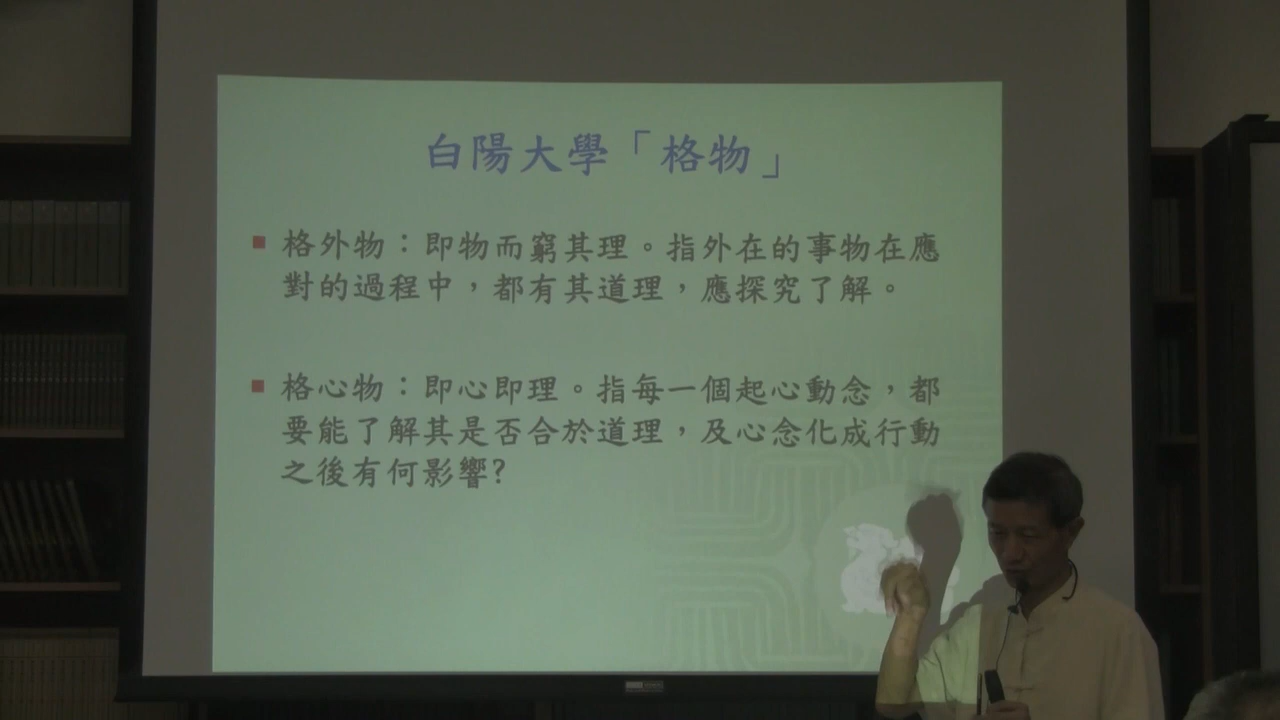 白陽大學「格物」
格外物：即物而窮其理。指外在的事物在應
對的過程中，都有其道理，應探究了解。
格心物：即心即理。指每一個起心動念，都
要能了解其是否合於道理，及心念化成行動
之後有何影響?